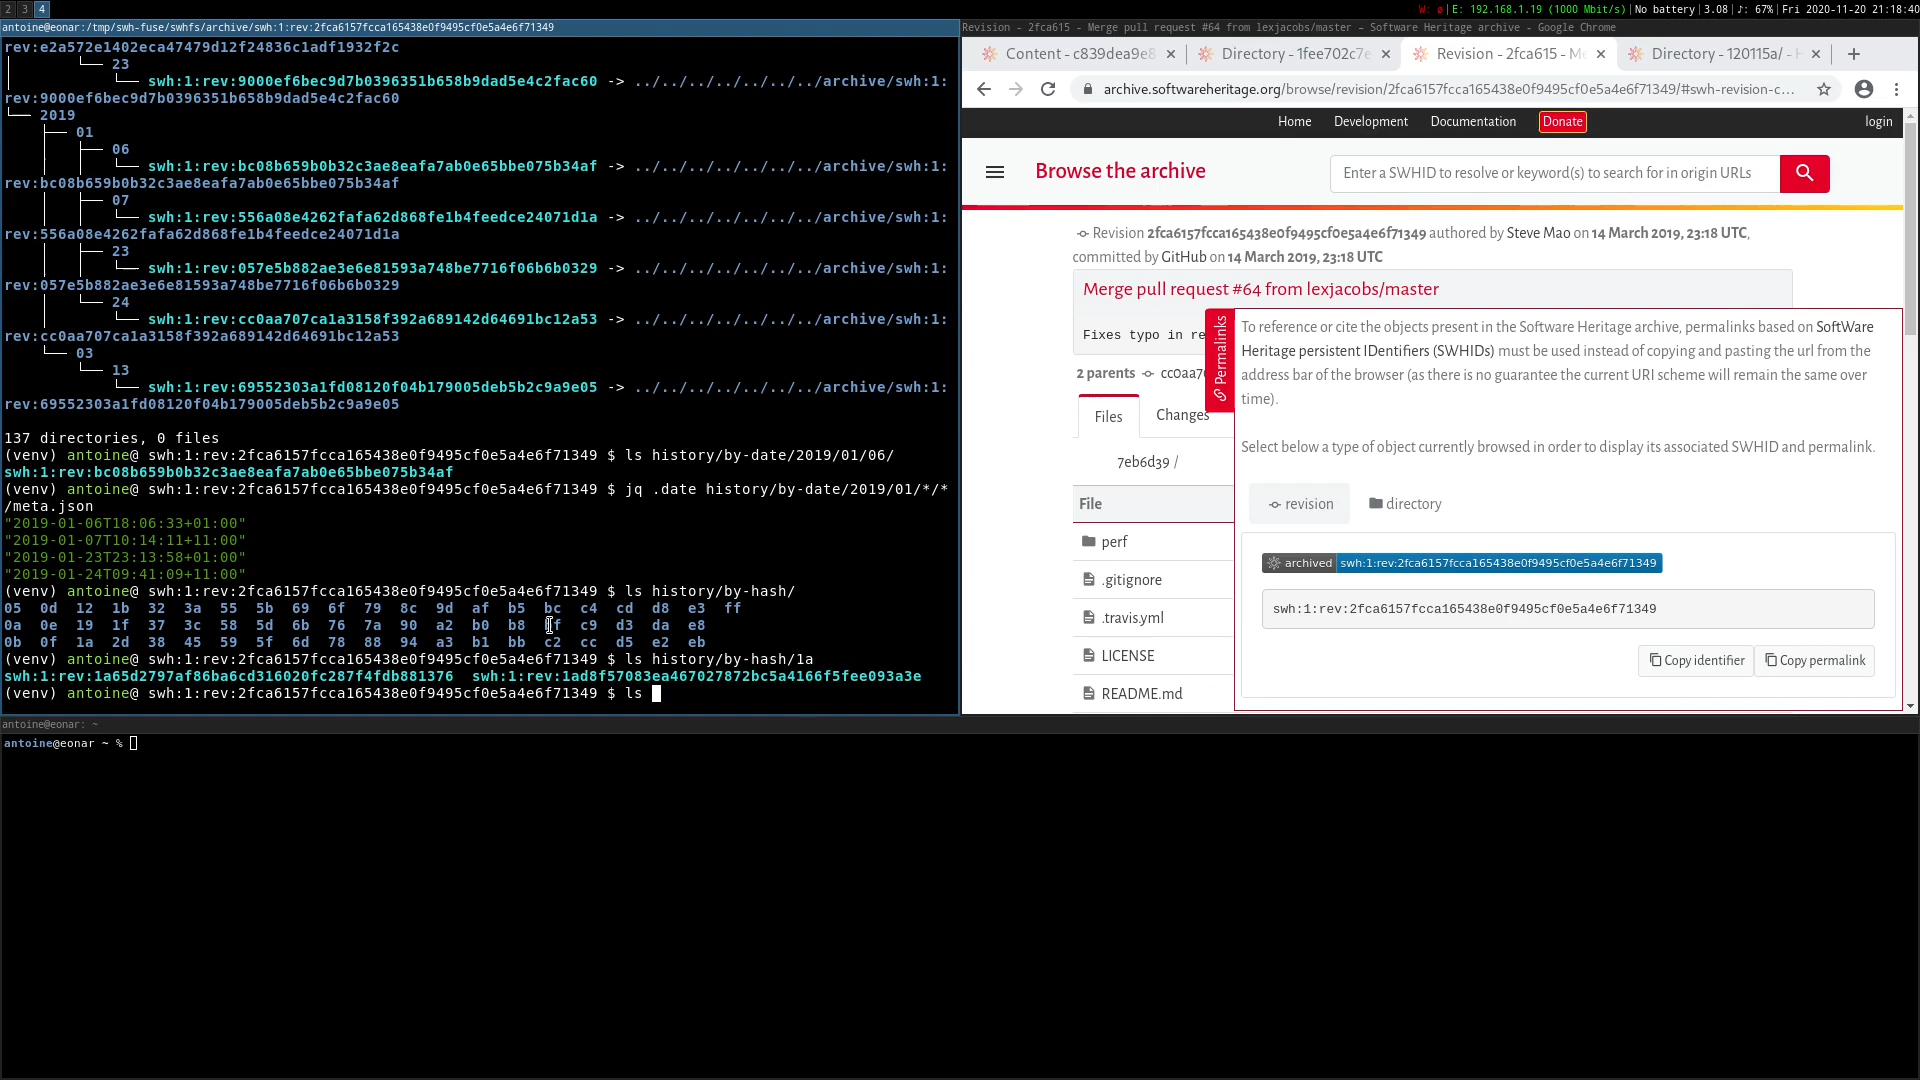 2 3 4
W: ø|E: 192.168.1.19 (1000 Mbit/s)|No battery|3.08|♪: 67%|Fri 2020-11-20 21:18:40
antoine@eonar:/tmp/swh-fuse/swhfs/archive/swh:1:rev:2fca6157fcca165438e0f9495cf0e5a4e6f71349
rev:e2a572e1402eca47479d12f24836c1adf1932f2c
│       └── 23
│           └── swh:1:rev:9000ef6bec9d7b0396351b658b9dad5e4c2fac60 -> ../../../../../../archive/swh:1:
rev:9000ef6bec9d7b0396351b658b9dad5e4c2fac60
└── 2019
    ├── 01
    │   ├── 06
    │   │   └── swh:1:rev:bc08b659b0b32c3ae8eafa7ab0e65bbe075b34af -> ../../../../../../archive/swh:1:
rev:bc08b659b0b32c3ae8eafa7ab0e65bbe075b34af
    │   ├── 07
    │   │   └── swh:1:rev:556a08e4262fafa62d868fe1b4feedce24071d1a -> ../../../../../../archive/swh:1:
rev:556a08e4262fafa62d868fe1b4feedce24071d1a
    │   ├── 23
    │   │   └── swh:1:rev:057e5b882ae3e6e81593a748be7716f06b6b0329 -> ../../../../../../archive/swh:1:
rev:057e5b882ae3e6e81593a748be7716f06b6b0329
    │   └── 24
    │       └── swh:1:rev:cc0aa707ca1a3158f392a689142d64691bc12a53 -> ../../../../../../archive/swh:1:
rev:cc0aa707ca1a3158f392a689142d64691bc12a53
    └── 03
        └── 13
            └── swh:1:rev:69552303a1fd08120f04b179005deb5b2c9a9e05 -> ../../../../../../archive/swh:1:
rev:69552303a1fd08120f04b179005deb5b2c9a9e05
137 directories, 0 files
(venv) antoine@ swh:1:rev:2fca6157fcca165438e0f9495cf0e5a4e6f71349 $ ls history/by-date/2019/01/06/
swh:1:rev:bc08b659b0b32c3ae8eafa7ab0e65bbe075b34af
(venv) antoine@ swh:1:rev:2fca6157fcca165438e0f9495cf0e5a4e6f71349 $ jq .date history/by-date/2019/01/*/*
/meta.json
"2019-01-06T18:06:33+01:00"
"2019-01-07T10:14:11+11:00"
"2019-01-23T23:13:58+01:00"
"2019-01-24T09:41:09+11:00"
(venv) antoine@ swh:1:rev:2fca6157fcca165438e0f9495cf0e5a4e6f71349 $ ls history/by-hash/
05 0d 12 1b 32 3a 55 5b 69 6f 79 8c 9d af b5 bc c4 cd d8 e3 ff
0a 0e 19 1f 37 3c 58 5d 6b 76 7a 90 a2 b0 b8 c9 d3 da e8
0b 0f 1a 2d 38 45 59 5f 6d 78 88 94 a3 b1 bb c2 cc d5 e2 eb
(venv) antoine@ swh:1:rev:2fca6157fcca165438e0f9495cf0e5a4e6f71349 $ ls history/by-hash/1a
swh:1:rev:1a65d2797af86ba6cd316020fc287f4fdb881376 swh:1:rev:1ad8f57083ea467027872bc5a4166f5fee093a3e
(venv) antoine@ swh:1:rev:2fca6157fcca165438e0f9495cf0e5a4e6f71349 $ ls
Revision - 2fca615 - Merge pull request #64 from lexjacobs/master - Software Heritage archive - Google Chrome
Content - c839dea9e8
Directory - 1fee702c7e
Revision - 2fca615 - Me
Directory - 120115a/ - H
archive.softwareheritage.org/browse/revision/2fca6157fcca165438e0f9495cf0e5a4e6f71349/#swh-revision-c...
Home Development Documentation Donate login
Browse the archive
Enter a SWHID to resolve or keyword(s) to search for in origin URLs
Revision 2fca6157fcca165438e0f9495cf0e5a4e6f71349 authored by Steve Mao on 14 March 2019, 23:18 UTC,
committed by GitHub on 14 March 2019, 23:18 UTC
Merge pull request #64 from lexjacobs/master
Fixes typo in re
2 parents cc0aa70
Files Changes
7eb6d39 /
File
perf
.gitignore
.travis.yml
LICENSE
README.md
Permalinks
To reference or cite the objects present in the Software Heritage archive, permalinks based on SoftWare
Heritage persistent IDentifiers (SWHIDs) must be used instead of copying and pasting the url from the
address bar of the browser (as there is no guarantee the current URI scheme will remain the same over
time).
Select below a type of object currently browsed in order to display its associated SWHID and permalink.
revision directory
archived swh:1:rev:2fca6157fcca165438e0f9495cf0e5a4e6f71349
swh:1:rev:2fca6157fcca165438e0f9495cf0e5a4e6f71349
Copy identifier Copy permalink
antoine@eonar: ~
antoine@eonar ~ %